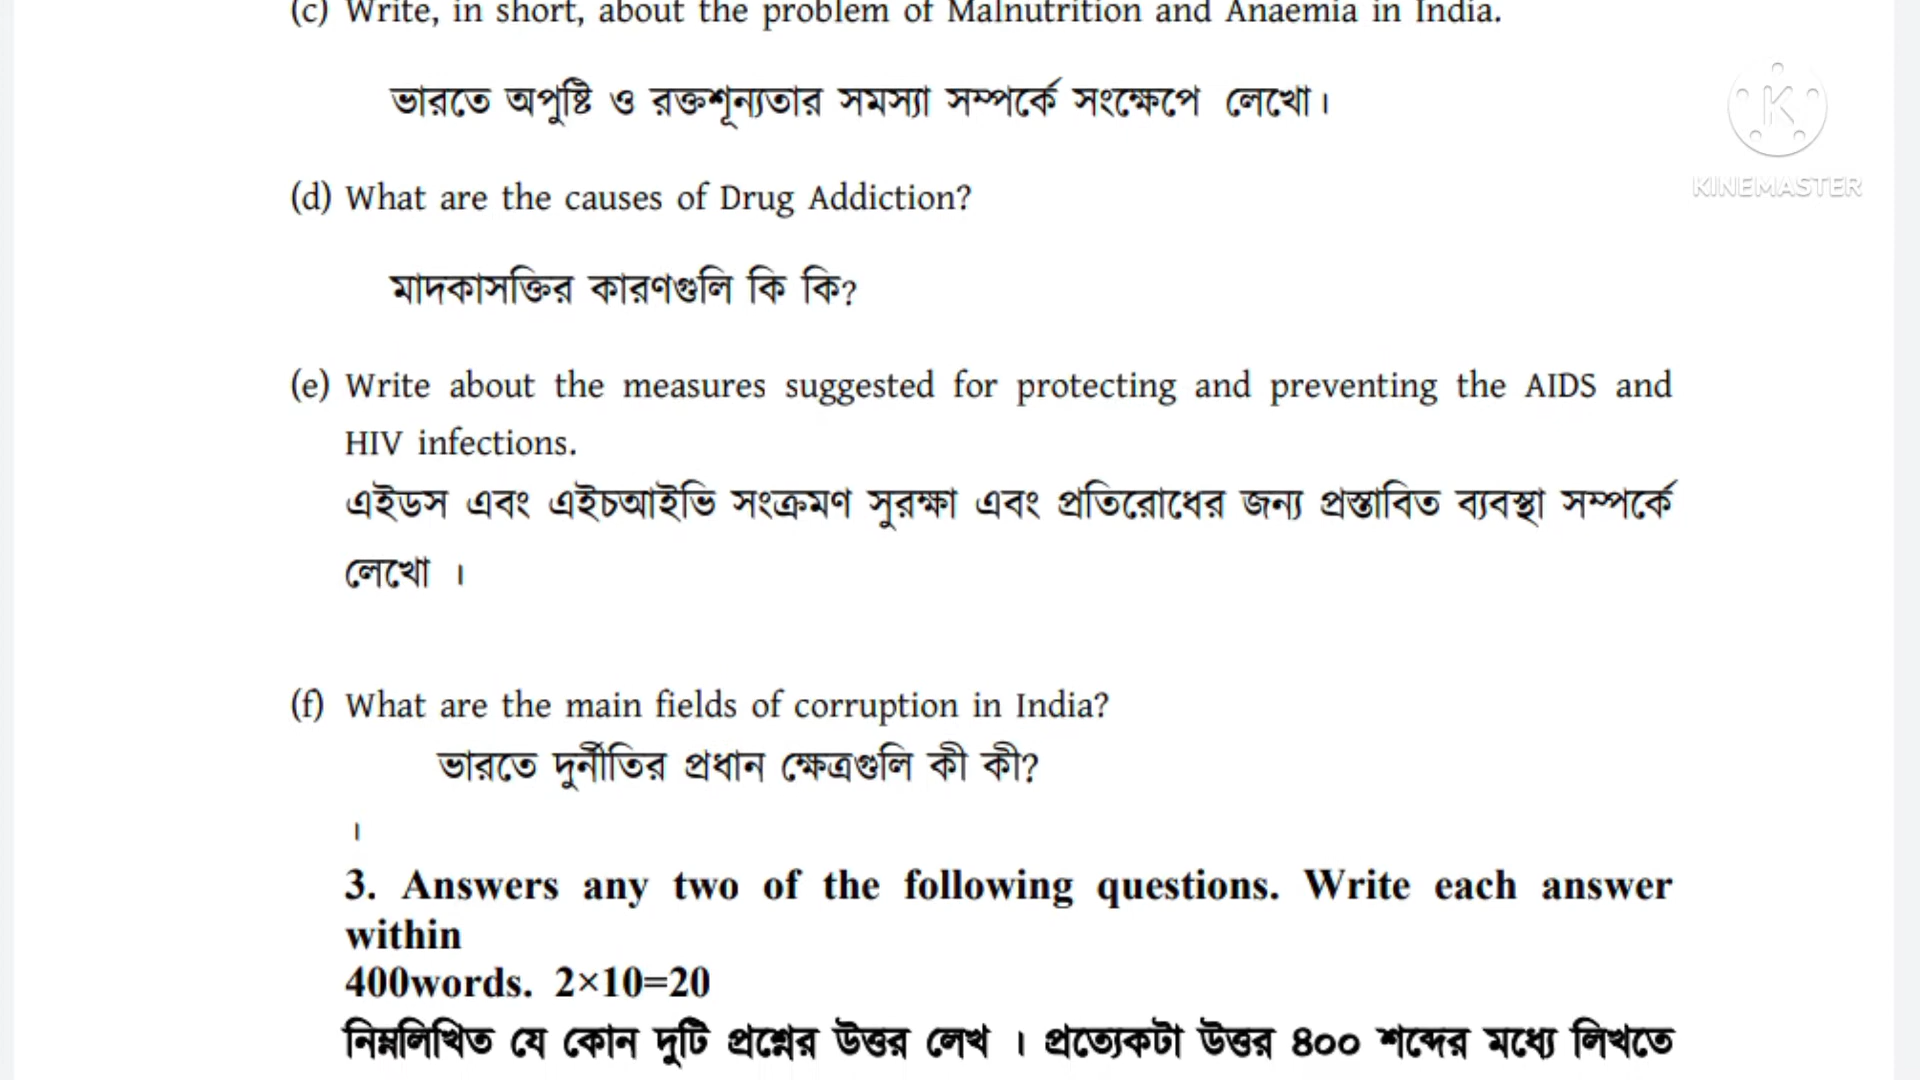 (c) Write, in short, about the problem of Malnutrition and Anaemia in India.
ভারতে অপুষ্টি ও রক্তশূন্যতার সমস্যা সম্পর্কে সংক্ষেপে লেখো।
KINEMASTER
(d) What are the causes of Drug Addiction?
মাদকাসক্তির কারণগুলি কি কি?
(e) Write about the measures suggested for protecting and preventing the AIDS and
HIV infections.
এইডস এবং এইচআইভি সংক্রমণ সুরক্ষা এবং প্রতিরোধের জন্য প্রস্তাবিত ব্যবস্থা সম্পর্কে
লেখো ।
(f) What are the main fields of corruption in India?
ভারতে দুর্নীতির প্রধান ক্ষেত্রগুলি কী কী?
।
3. Answers any two of the following questions. Write each answer
within
400words. 2×10=20
নিম্নলিখিত যে কোন দুটি প্রশ্নের উত্তর লেখ । প্রত্যেকটা উত্তর ৪০০ শব্দের মধ্যে লিখতে